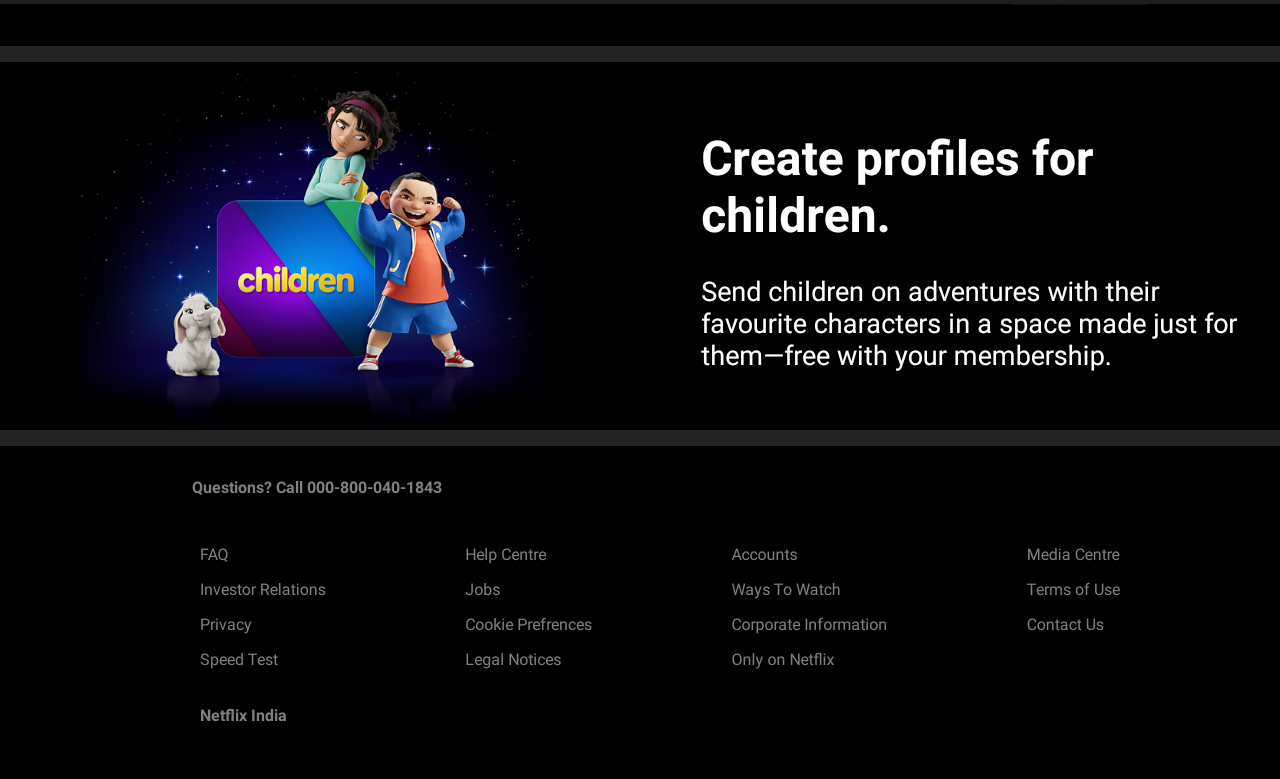 Create profiles for
children.
children
Send children on adventures with their
favourite characters in a space made just for
them—free with your membership.
Questions? Call 000-800-040-1843
FAQ
Help Centre
Accounts
Media Centre
Investor Relations
Jobs
Ways To Watch
Terms of Use
Privacy
Cookie Prefrences
Corporate Information
Contact Us
Speed Test
Legal Notices
Only on Netflix
Netflix India